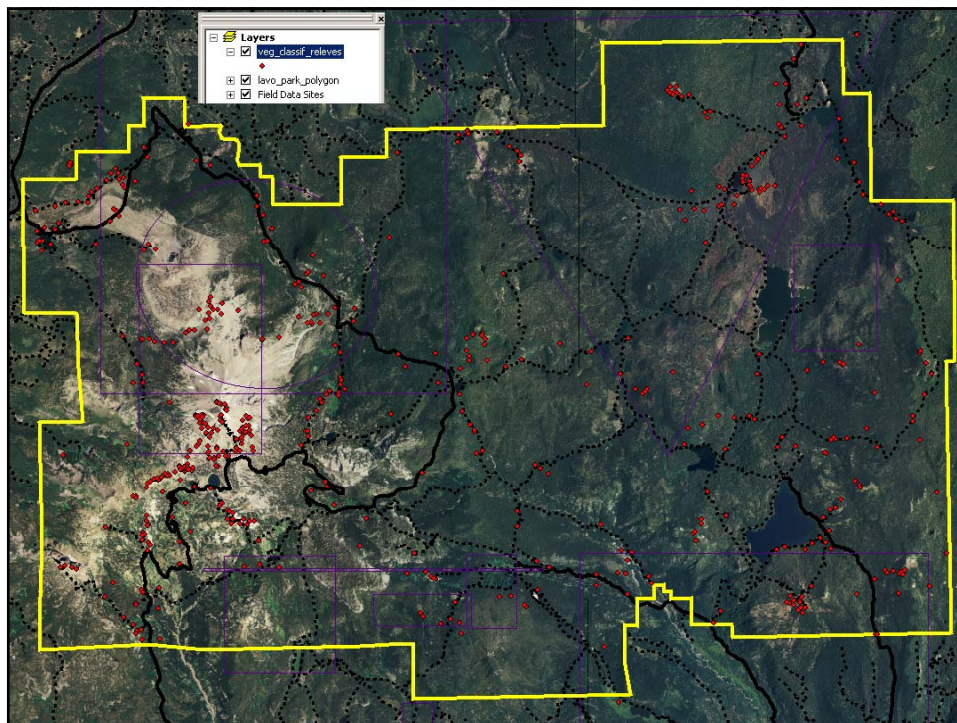 Layers
veg_classif_releves
lavo_park_polygon
Field Data Sites